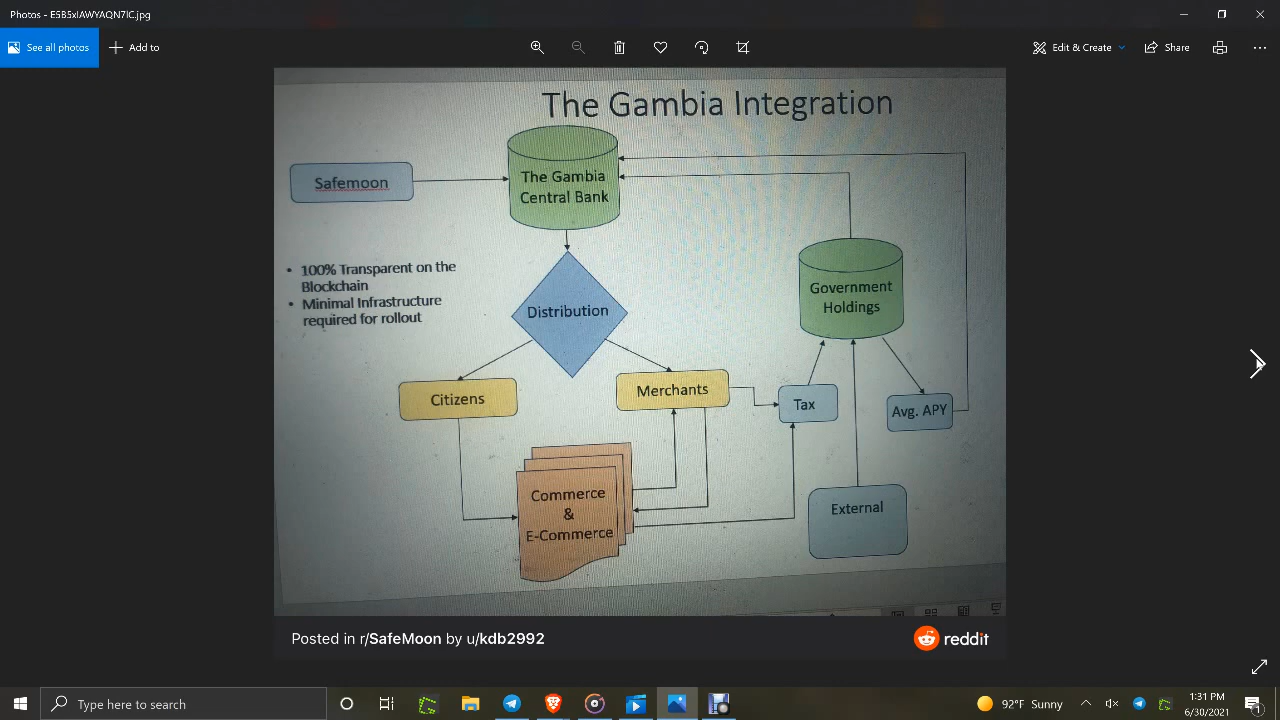 Photos - E5B5xIAWYAQN7IC.jpg
See all photos
Add to
Edit & Create
Share
The Gambia Integration
Safemoon
The Gambia
Central Bank
100% Transparent on the
Blockchain
Minimal Infrastructure
required for rollout
Distribution
Government
Holdings
Citizens
Merchants
Tax
Avg. APY
Commerce
&
E-Commerce
External
Posted in r/SafeMoon by u/kdb2992
reddit
Type here to search
92°F Sunny
1:31 PM
6/30/2021
1